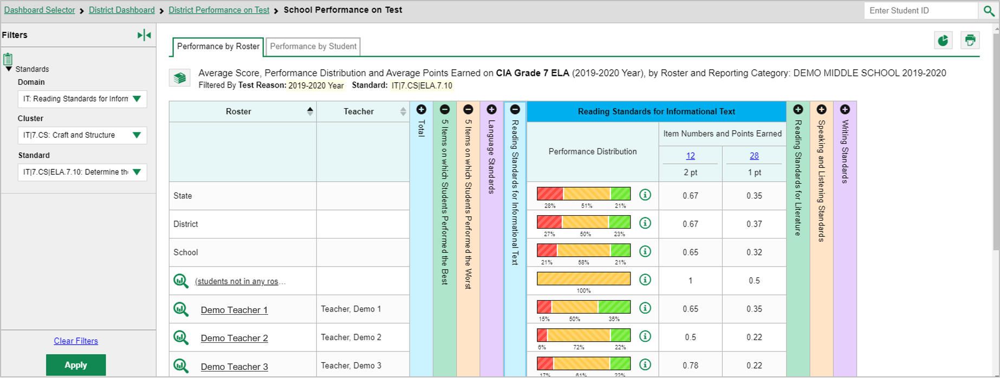 Dashboard Selector > District Dashboard > District Performance on Test > School Performance on Test
Enter Student ID
Filters
Standards
Domain
IT: Reading Standards for Inform
Cluster
IT|7.CS: Craft and Structure
Standard
IT|7.CS|ELA.7.10: Determine the
Clear Filters
Apply
Performance by Roster
Performance by Student
Average Score, Performance Distribution and Average Points Earned on CIA Grade 7 ELA (2019-2020 Year), by Roster and Reporting Category: DEMO MIDDLE SCHOOL 2019-2020
Filtered By Test Reason: 2019-2020 Year Standard: IT|7.CS|ELA.7.10
Roster
Teacher
Total
5 Items on which Students Performed the Best
5 Items on which Students Performed the Worst
Language Standards
Reading Standards for Informational Text
Reading Standards for Informational Text
Performance Distribution
Item Numbers and Points Earned
12
28
2 pt
1 pt
Reading Standards for Literature
Speaking and Listening Standards
Writing Standards
State
28% 51% 21%
0.67
0.35
District
27% 50% 23%
0.67
0.37
School
21% 58% 21%
0.65
0.32
(students not in any ros...
100%
1
0.5
Demo Teacher 1
Teacher, Demo 1
15% 50% 35%
0.65
0.35
Demo Teacher 2
Teacher, Demo 2
6% 72% 22%
0.5
0.22
Demo Teacher 3
Teacher, Demo 3
17% 61% 22%
0.78
0.22